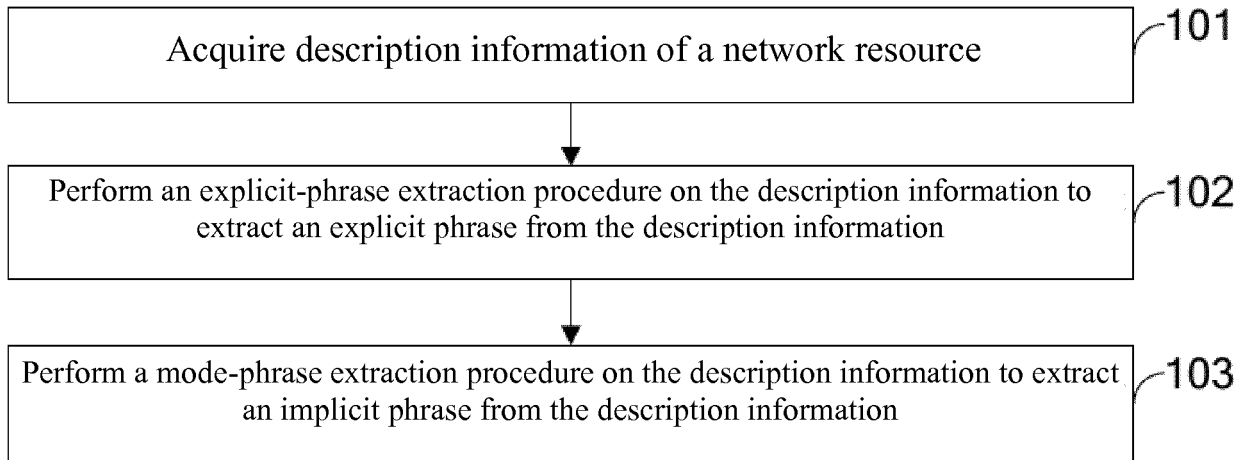 Acquire description information of a network resource
101
Perform an explicit-phrase extraction procedure on the description information to
extract an explicit phrase from the description information
102
Perform a mode-phrase extraction procedure on the description information to extract
an implicit phrase from the description information
103